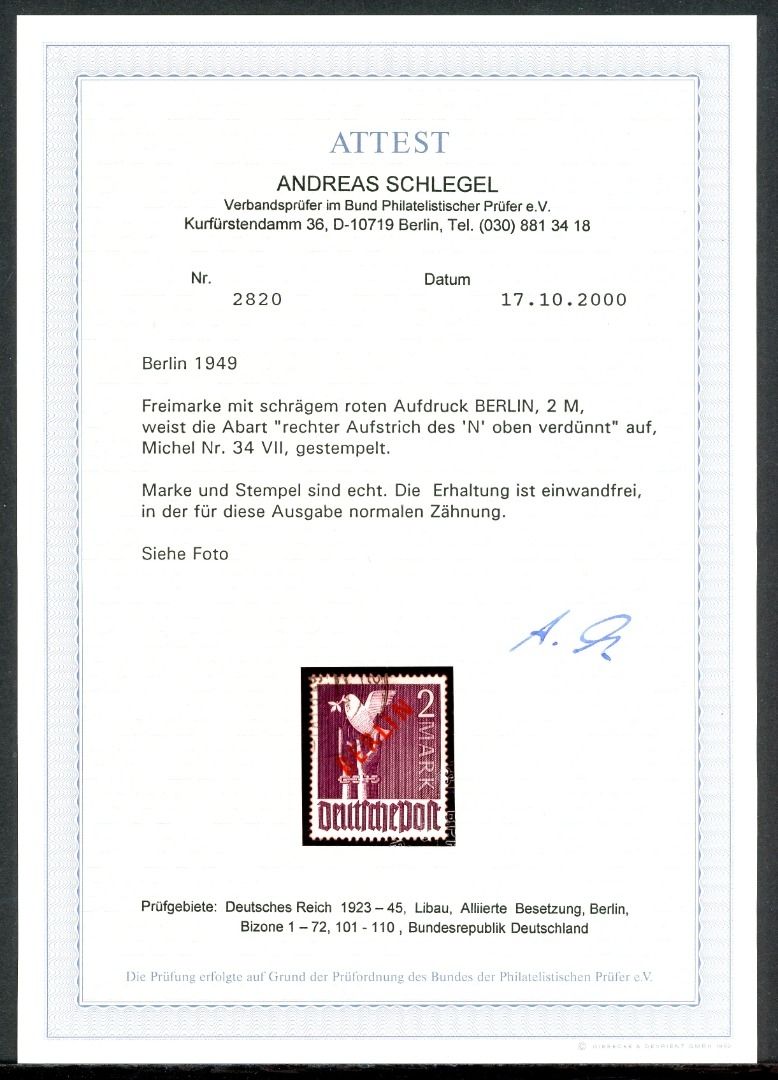 ATTEST
ANDREAS SCHLEGEL
Verbandsprüfer im Bund Philatelistischer Prüfer e.V.
Kurfürstendamm 36, D-10719 Berlin, Tel. (030) 881 34 18
Nr. Datum
2820 17.10.2000
Berlin 1949
Freimarke mit schrägem roten Aufdruck BERLIN, 2 M,
weist die Abart "rechter Aufstrich des 'N' oben verdünnt" auf,
Michel Nr. 34 VII, gestempelt.
Marke und Stempel sind echt. Die Erhaltung ist einwandfrei,
in der für diese Ausgabe normalen Zähnung.
Siehe Foto
2 MARK
BERLIN
Deutsche Post
Prüfgebiete: Deutsches Reich 1923 – 45, Libau, Alliierte Besetzung, Berlin,
Bizone 1 – 72, 101 - 110 , Bundesrepublik Deutschland
Die Prüfung erfolgte auf Grund der Prüfordnung des Bundes der Philatelistischen Prüfer e.V.